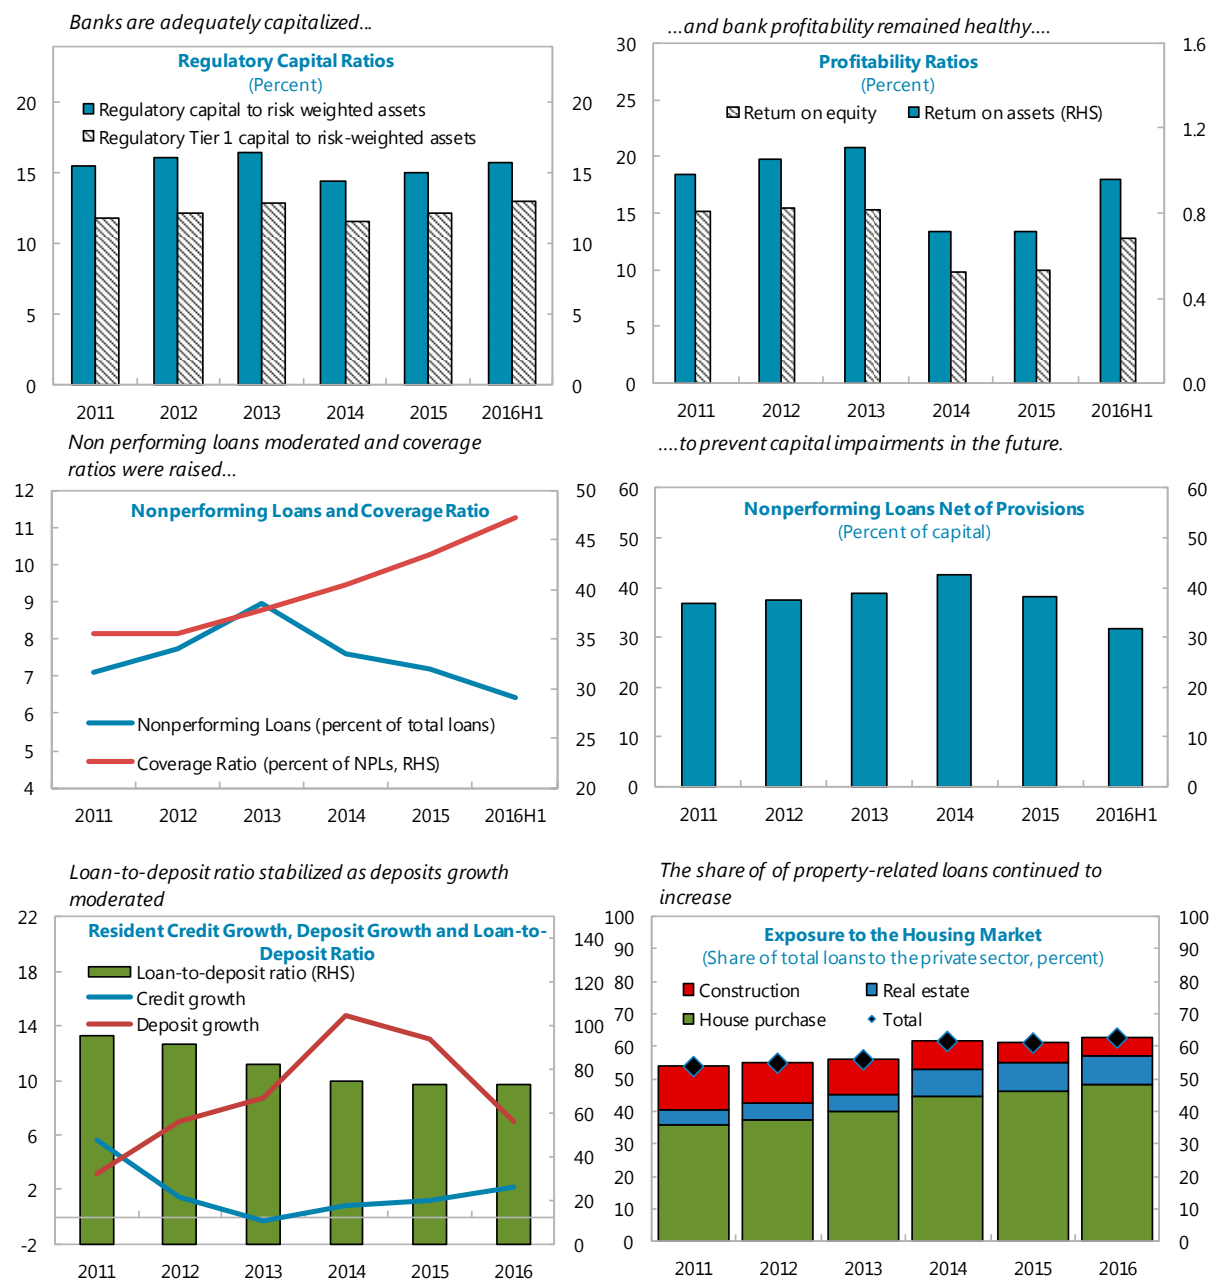 Banks are adequately capitalized...
Regulatory Capital Ratios
(Percent)
Regulatory capital to risk weighted assets
Regulatory Tier 1 capital to risk-weighted assets
20
15
10
5
0
20
15
10
5
0
2011 2012 2013 2014 2015 2016H1
...and bank profitability remained healthy....
Profitability Ratios
(Percent)
Return on equity
Return on assets (RHS)
30
25
20
15
10
5
0
1.6
1.2
0.8
0.4
0.0
2011 2012 2013 2014 2015 2016H1
Non performing loans moderated and coverage
ratios were raised...
Nonperforming Loans and Coverage Ratio
12
11
10
9
8
7
6
5
4
50
45
40
35
30
25
20
Nonperforming Loans (percent of total loans)
Coverage Ratio (percent of NPLs, RHS)
2011 2012 2013 2014 2015 2016H1
....to prevent capital impairments in the future.
Nonperforming Loans Net of Provisions
(Percent of capital)
60
50
40
30
20
10
0
60
50
40
30
20
10
0
2011 2012 2013 2014 2015 2016H1
Loan-to-deposit ratio stabilized as deposits growth
moderated
Resident Credit Growth, Deposit Growth and Loan-to-
Deposit Ratio
Loan-to-deposit ratio (RHS)
Credit growth
Deposit growth
22
18
14
10
6
2
-2
140
120
100
80
60
40
20
0
2011 2012 2013 2014 2015 2016
The share of of property-related loans continued to
increase
Exposure to the Housing Market
(Share of total loans to the private sector, percent)
Construction
Real estate
House purchase
Total
100
90
80
70
60
50
40
30
20
10
0
100
90
80
70
60
50
40
30
20
10
0
2011 2012 2013 2014 2015 2016